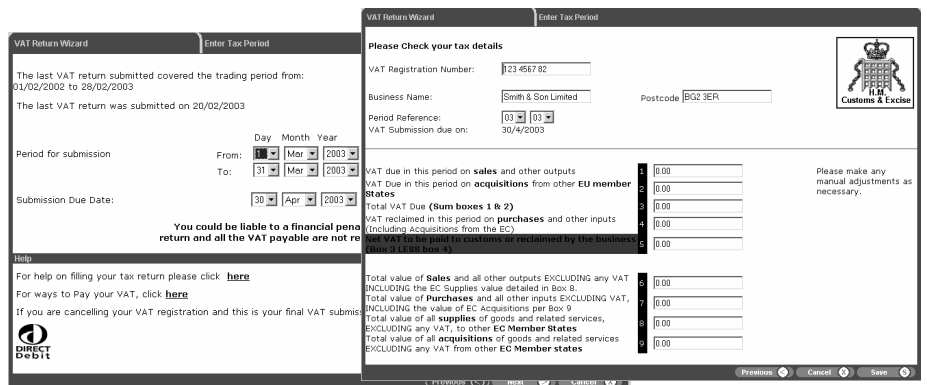 VAT Return Wizard
Enter Tax Period
The last VAT return submitted covered the trading period from:
01/02/2002 to 28/02/2003
The last VAT return was submitted on 20/02/2003
Day Month Year
Period for submission From: 1 Mar 2003
To: 31 Mar 2003
Submission Due Date: 30 Apr 2003
You could be liable to a financial pena
return and all the VAT payable are not re
Help
For help on filling your tax return please click here
For ways to Pay your VAT, click here
If you are cancelling your VAT registration and this is your final VAT submis
DIRECT
Debit
Previous Next Cancel
VAT Return Wizard
Enter Tax Period
Please Check your tax details
VAT Registration Number: 123 4567 82
Business Name: Smith & Son Limited Postcode BG2 3ER
Period Reference: 03 03
VAT Submission due on: 30/4/2003
H.M.
Customs & Excise
VAT due in this period on sales and other outputs 1 0.00
VAT Due in this period on acquisitions from other EU member
States 2 0.00
Total VAT Due (Sum boxes 1 & 2) 3 0.00
VAT reclaimed in this period on purchases and other inputs
(Including Acquisitions from the EC) 4 0.00
Net VAT to be paid to customs or reclaimed by the business
(Box 3 LESS box 4) 5 0.00
Please make any
manual adjustments as
necessary.
Total value of Sales and all other outputs EXCLUDING any VAT
INCLUDING the EC Supplies value detailed in Box 8. 6 0.00
Total value of Purchases and all other inputs EXCLUDING VAT,
INCLUDING the value of EC Acquisitions per Box 9 7 0.00
Total value of all supplies of goods and related services,
EXCLUDING any VAT, to other EC Member States 8 0.00
Total value of all acquisitions of goods and related services
EXCLUDING any VAT from other EC Member states 9 0.00
Previous < Cancel X Save S